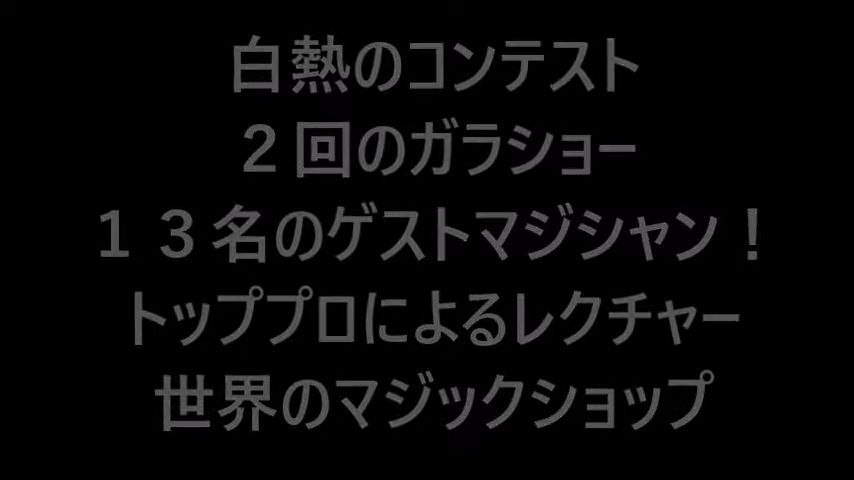 白熱のコンテスト
２回のガラショー
１３名のゲストマジシャン！
トッププロによるレクチャー
世界のマジックショップ